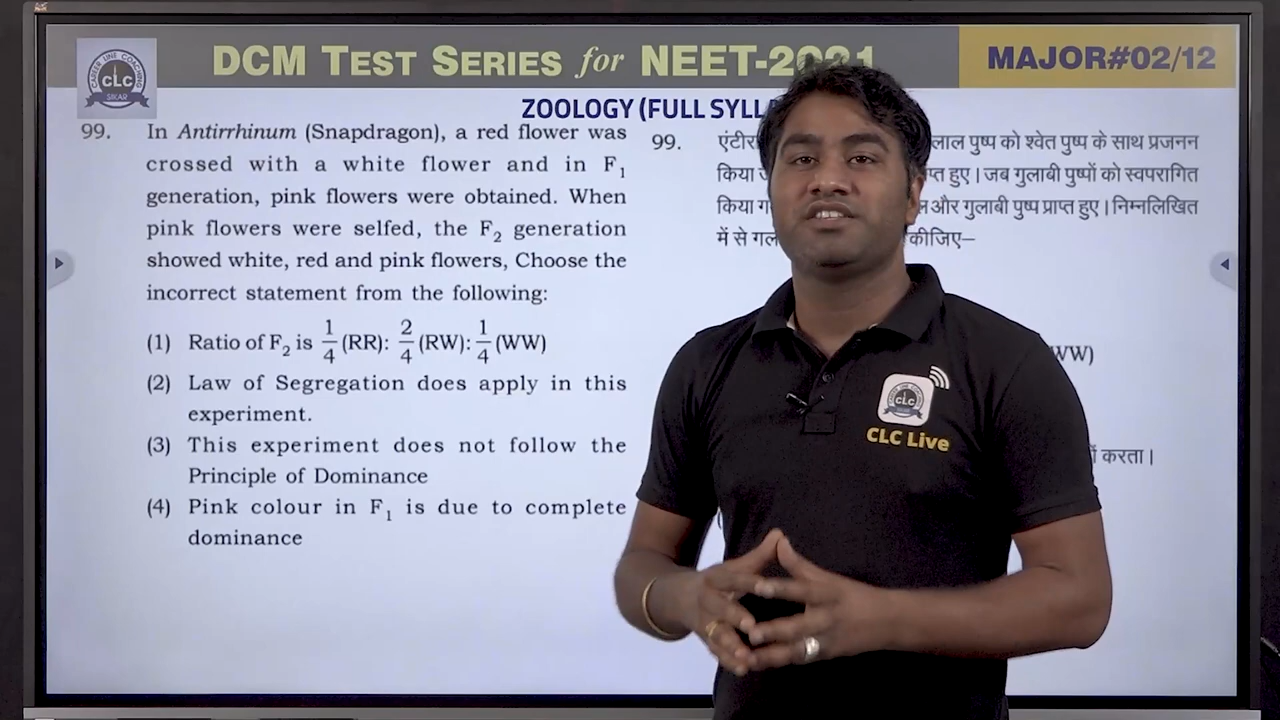 DCM TEST SERIES for NEET-2021
MAJOR#02/12
CAREER LINE COACHING
CLC
SIKAR
ZOOLOGY (FULL SYLL
99. In Antirrhinum (Snapdragon), a red flower was
crossed with a white flower and in F₁
generation, pink flowers were obtained. When
pink flowers were selfed, the F₂ generation
showed white, red and pink flowers, Choose the
incorrect statement from the following:
(1) Ratio of F₂ is 1/4 (RR): 2/4 (RW): 1/4 (WW)
(2) Law of Segregation does apply in this
experiment.
(3) This experiment does not follow the
Principle of Dominance
(4) Pink colour in F₁ is due to complete
dominance
99. लाल पुष्प को श्वेत पुष्प के साथ प्रजनन
किया हुए। जब गुलाबी पुष्पों को स्वपरागित
किया और गुलाबी पुष्प प्राप्त हुए। निम्नलिखित
में से कीजिए–
WW)
करता।
CLC
CLC Live